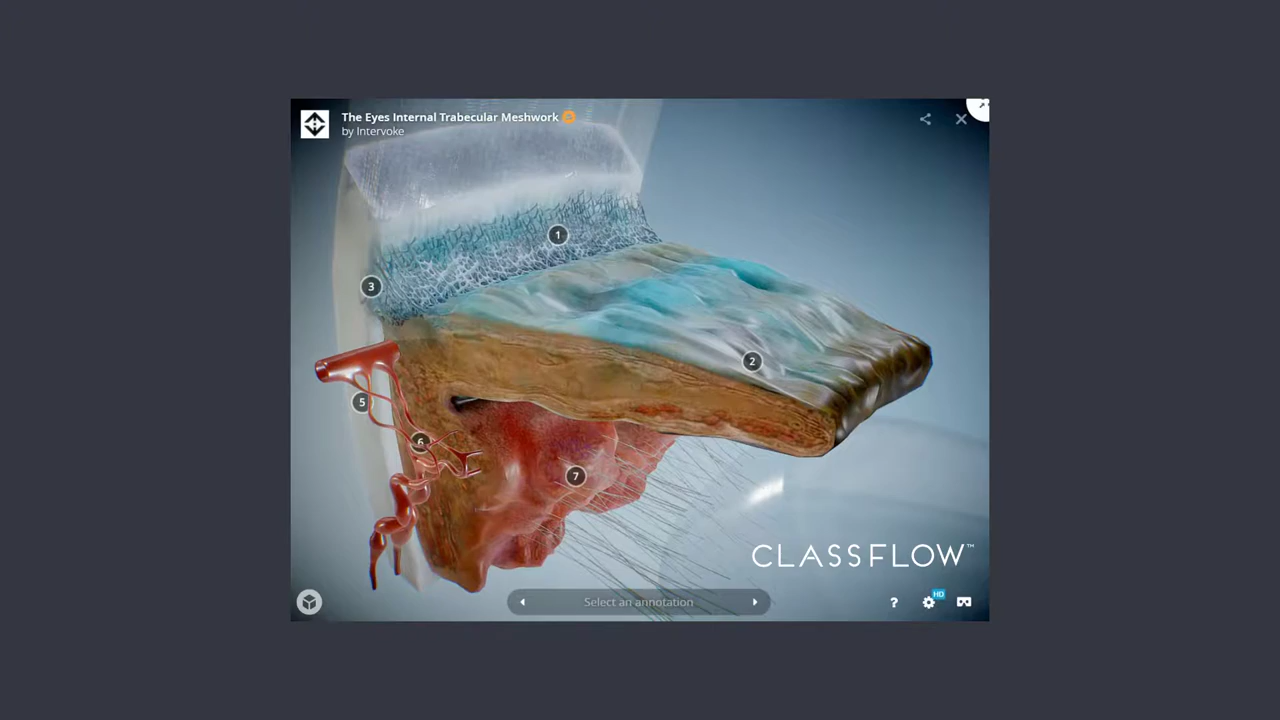 The Eyes Internal Trabecular Meshwork
by Intervoke
1
3
2
5
6
7
CLASSFLOW™
Select an annotation
?
HD